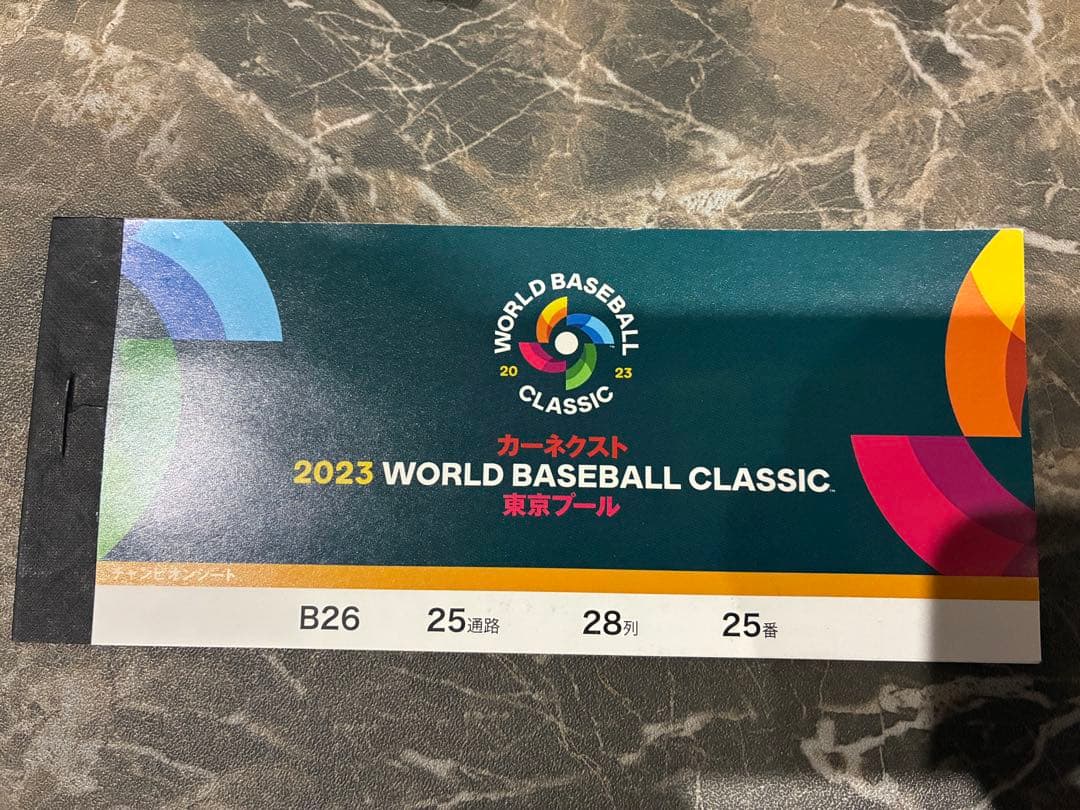 WORLD BASEBALL
20 23
CLASSIC
カーネクスト
2023 WORLD BASEBALL CLASSIC™
東京プール
チャンピオンシート
B26 25通路 28列 25番